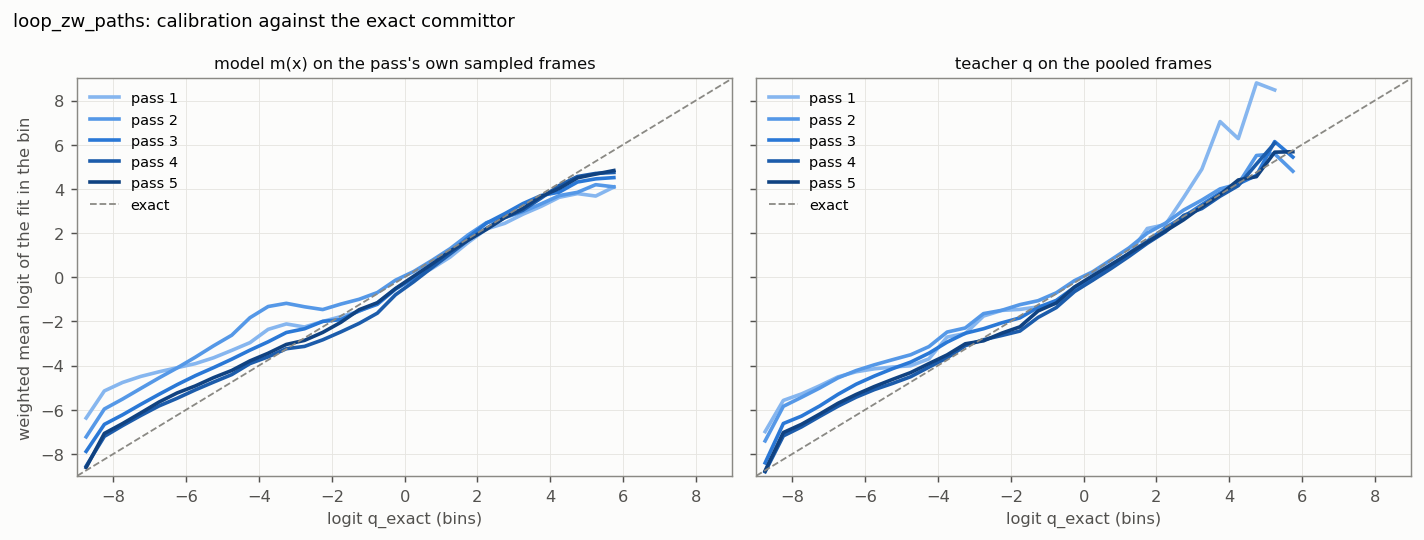 loop_zw_paths: calibration against the exact committor
model m(x) on the pass's own sampled frames
weighted mean logit of the fit in the bin
8
6
4
2
0
−2
−4
−6
−8
pass 1
pass 2
pass 3
pass 4
pass 5
exact
−8 −6 −4 −2 0 2 4 6 8
logit q_exact (bins)
teacher q on the pooled frames
pass 1
pass 2
pass 3
pass 4
pass 5
exact
−8 −6 −4 −2 0 2 4 6 8
logit q_exact (bins)